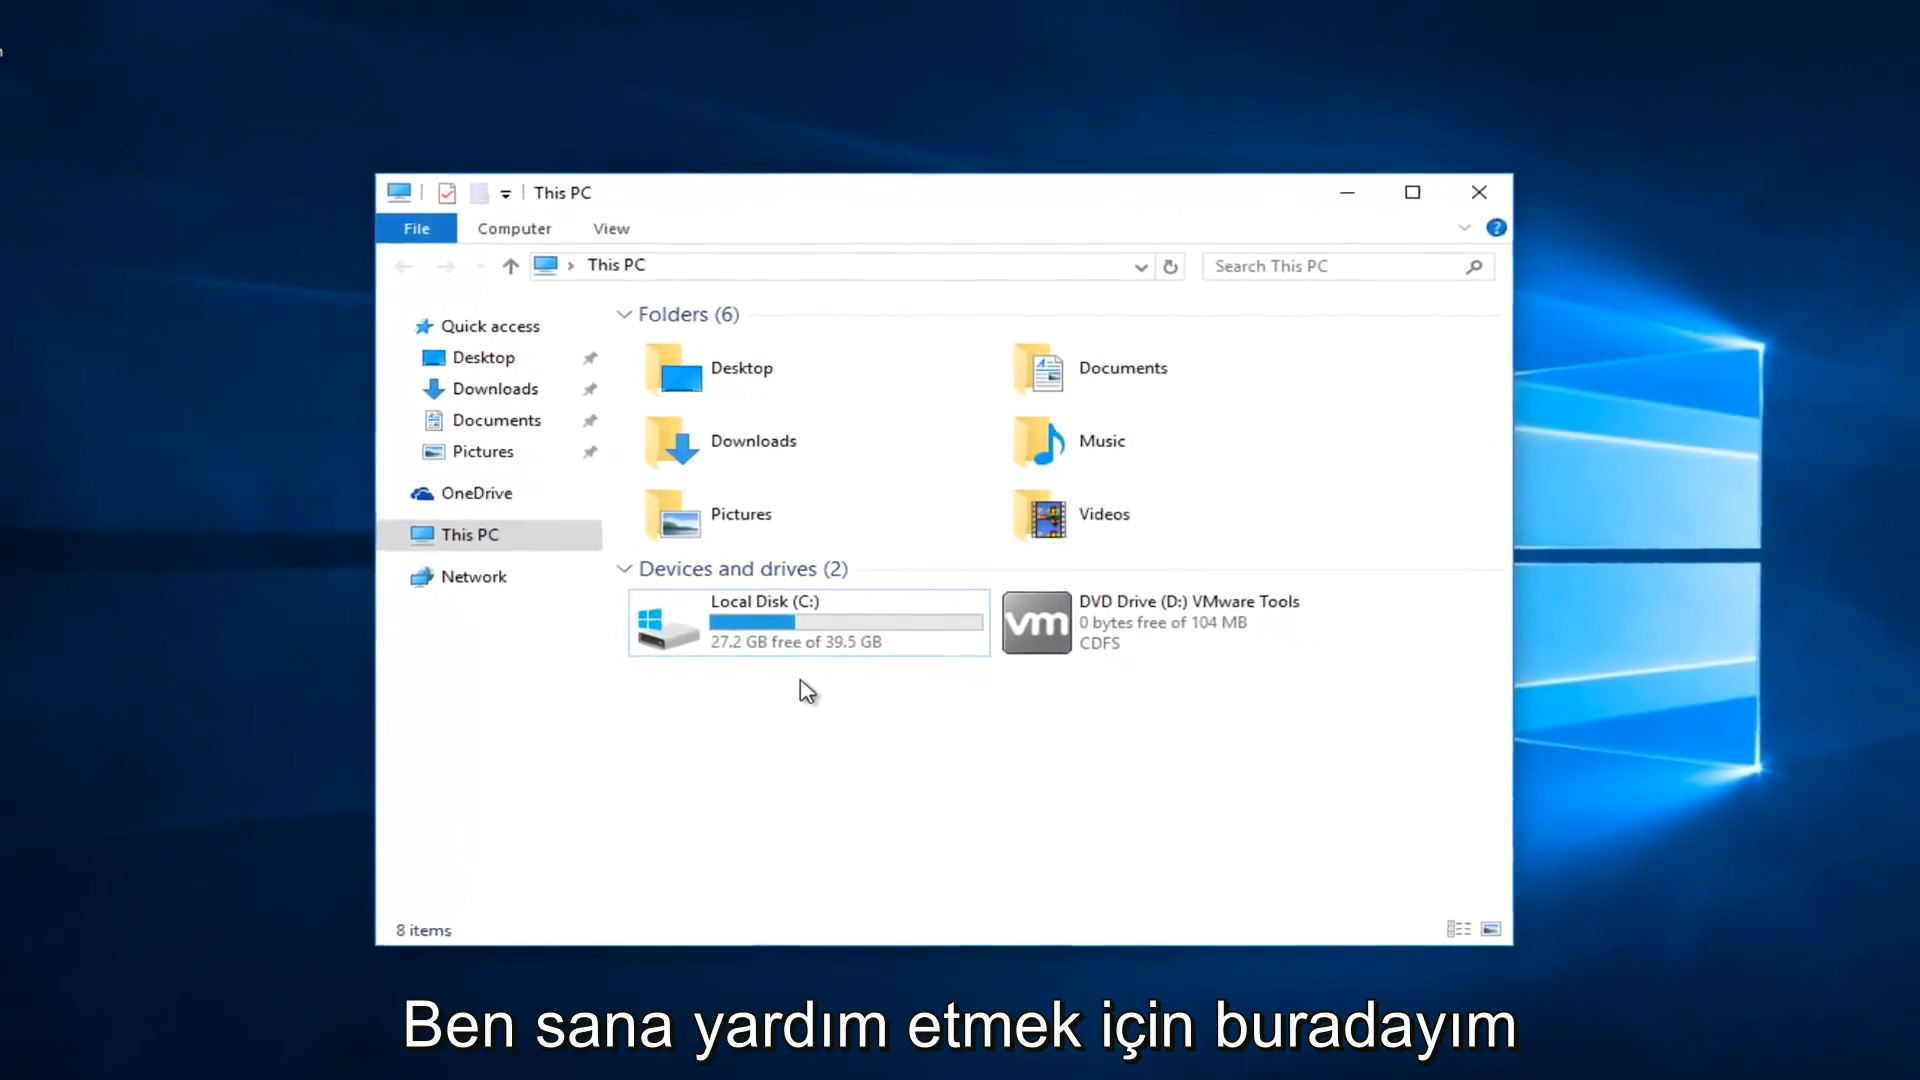 This PC
File Computer View
This PC
Search This PC
Quick access
Desktop
Downloads
Documents
Pictures
OneDrive
This PC
Network
Folders (6)
Desktop
Documents
Downloads
Music
Pictures
Videos
Devices and drives (2)
Local Disk (C:)
27.2 GB free of 39.5 GB
vm
DVD Drive (D:) VMware Tools
0 bytes free of 104 MB
CDFS
8 items
Ben sana yardım etmek için buradayım